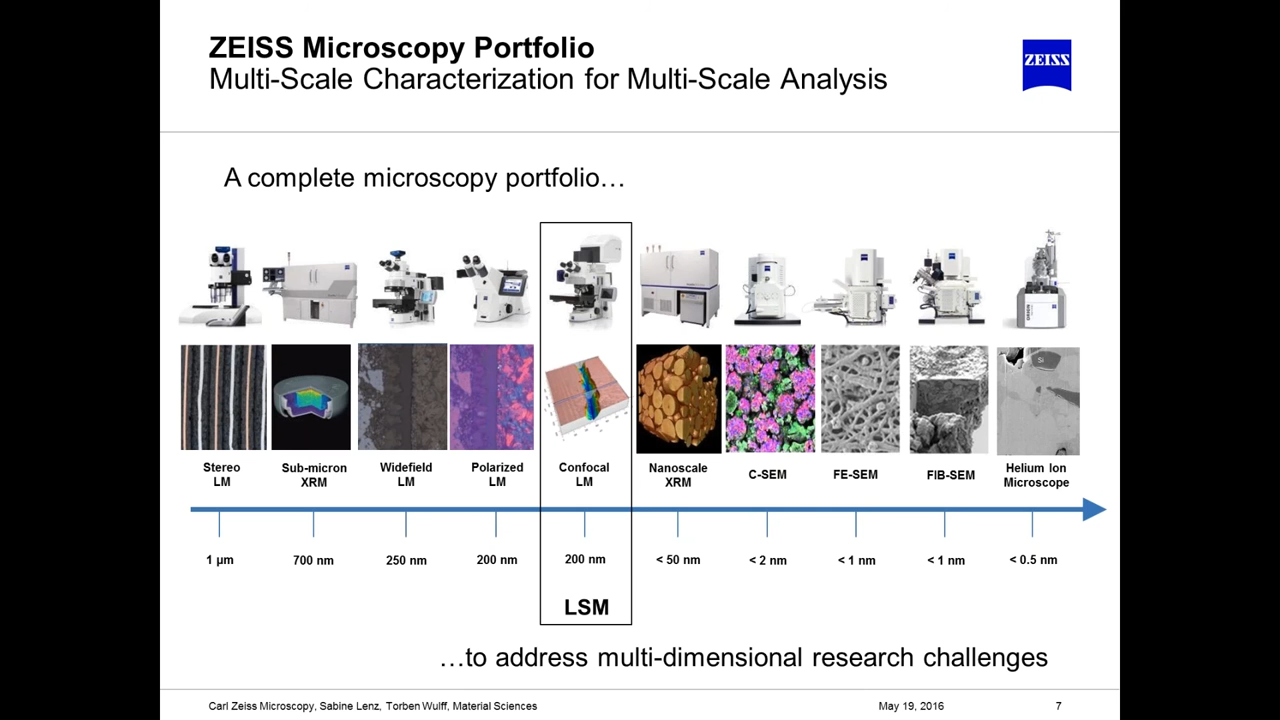 ZEISS Microscopy Portfolio
Multi-Scale Characterization for Multi-Scale Analysis
ZEISS
A complete microscopy portfolio…
Si
Stereo
LM
Sub-micron
XRM
Widefield
LM
Polarized
LM
Confocal
LM
Nanoscale
XRM
C-SEM
FE-SEM
FIB-SEM
Helium Ion
Microscope
1 µm
700 nm
250 nm
200 nm
200 nm
< 50 nm
< 2 nm
< 1 nm
< 1 nm
< 0.5 nm
LSM
…to address multi-dimensional research challenges
Carl Zeiss Microscopy, Sabine Lenz, Torben Wulff, Material Sciences
May 19, 2016
7